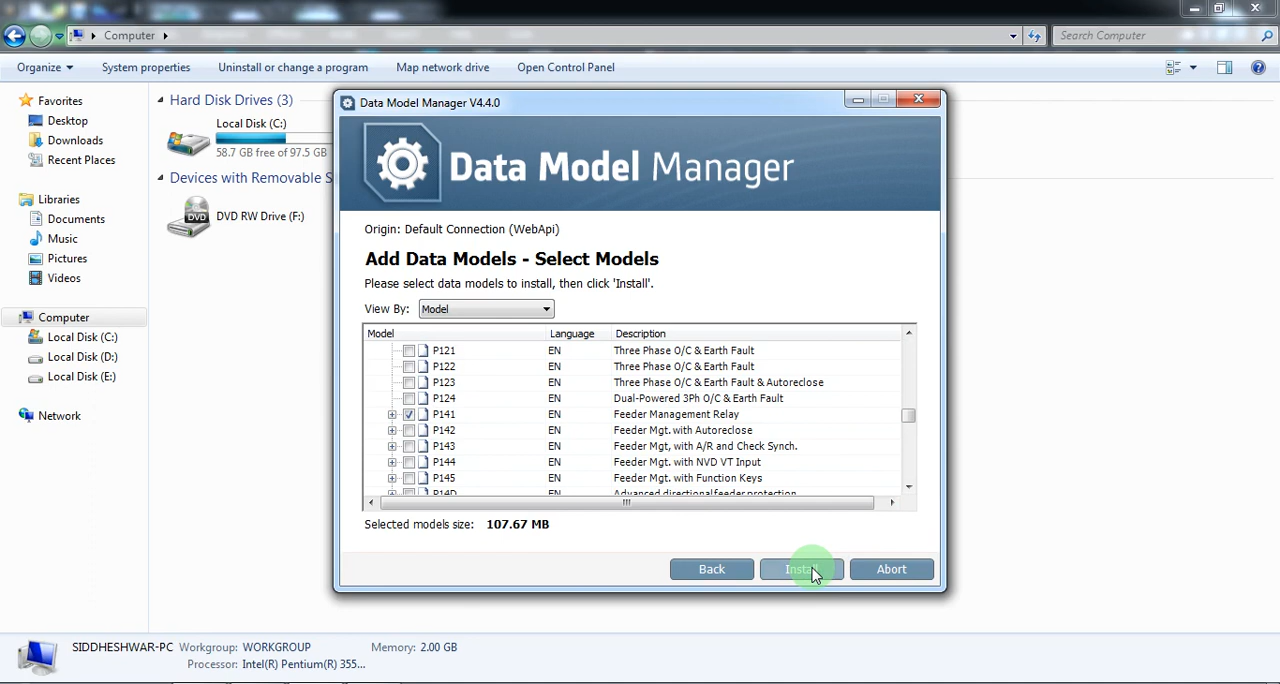 Computer
Search Computer
Organize
System properties
Uninstall or change a program
Map network drive
Open Control Panel
Favorites
Desktop
Downloads
Recent Places
Libraries
Documents
Music
Pictures
Videos
Computer
Local Disk (C:)
Local Disk (D:)
Local Disk (E:)
Network
Hard Disk Drives (3)
Local Disk (C:)
58.7 GB free of 97.5 GB
Devices with Removable S
DVD
DVD RW Drive (F:)
Data Model Manager V4.4.0
Data Model Manager
Origin: Default Connection (WebApi)
Add Data Models - Select Models
Please select data models to install, then click 'Install'.
View By: Model
Model Language Description
P121 EN Three Phase O/C & Earth Fault
P122 EN Three Phase O/C & Earth Fault
P123 EN Three Phase O/C & Earth Fault & Autoreclose
P124 EN Dual-Powered 3Ph O/C & Earth Fault
P141 EN Feeder Management Relay
P142 EN Feeder Mgt. with Autoreclose
P143 EN Feeder Mgt, with A/R and Check Synch.
P144 EN Feeder Mgt. with NVD VT Input
P145 EN Feeder Mgt. with Function Keys
P14D EN Advanced directional feeder protection
Selected models size: 107.67 MB
Back
Install
Abort
SIDDHESHWAR-PC Workgroup: WORKGROUP Memory: 2.00 GB
Processor: Intel(R) Pentium(R) 355...